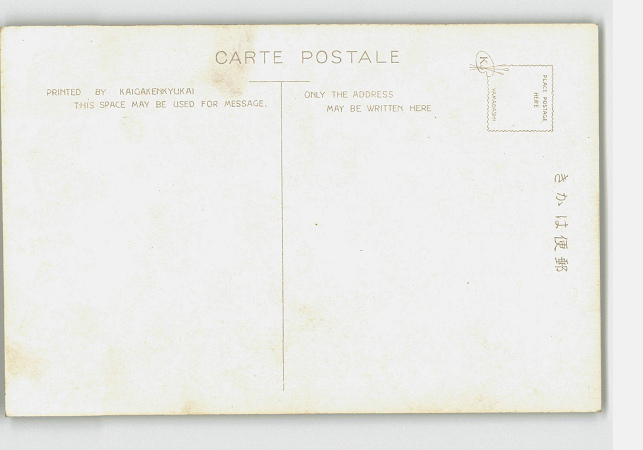 CARTE POSTALE
PRINTED BY KAIGAKENKYUKAI
THIS SPACE MAY BE USED FOR MESSAGE.
ONLY THE ADDRESS
MAY BE WRITTEN HERE
K
PLACE POSTAGE
HERE
WAKABASHI
きかは便郵